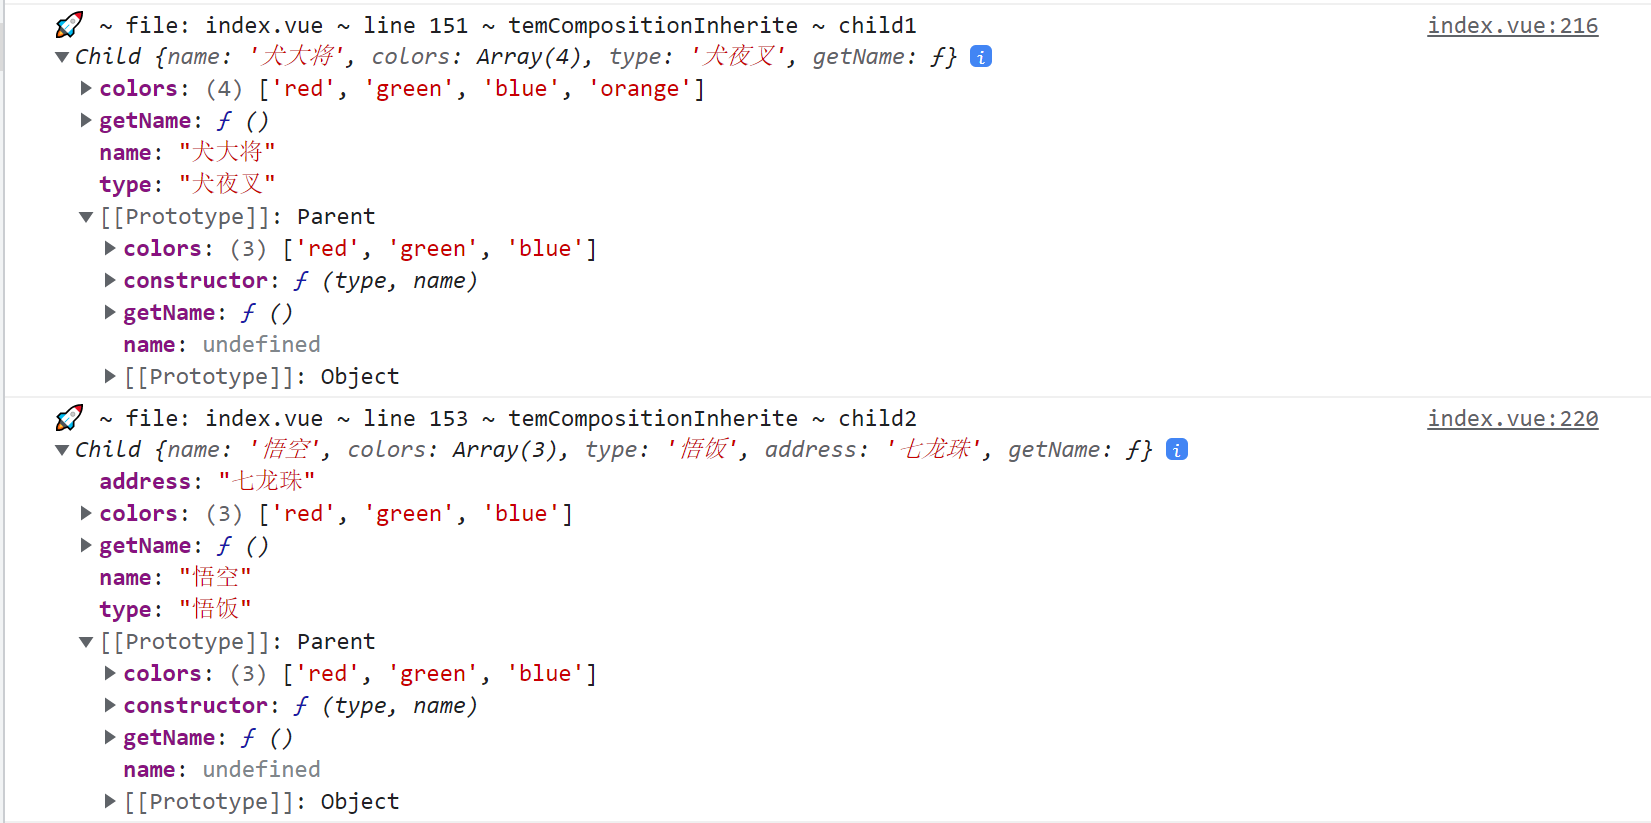 🚀 ~ file: index.vue ~ line 151 ~ temCompositionInherite ~ child1 index.vue:216
▼Child {name: '犬大将', colors: Array(4), type: '犬夜叉', getName: ƒ} i
▶colors: (4) ['red', 'green', 'blue', 'orange']
▶getName: ƒ ()
name: "犬大将"
type: "犬夜叉"
▼[[Prototype]]: Parent
▶colors: (3) ['red', 'green', 'blue']
▶constructor: ƒ (type, name)
▶getName: ƒ ()
name: undefined
▶[[Prototype]]: Object
🚀 ~ file: index.vue ~ line 153 ~ temCompositionInherite ~ child2 index.vue:220
▼Child {name: '悟空', colors: Array(3), type: '悟饭', address: '七龙珠', getName: ƒ} i
address: "七龙珠"
▶colors: (3) ['red', 'green', 'blue']
▶getName: ƒ ()
name: "悟空"
type: "悟饭"
▼[[Prototype]]: Parent
▶colors: (3) ['red', 'green', 'blue']
▶constructor: ƒ (type, name)
▶getName: ƒ ()
name: undefined
▶[[Prototype]]: Object